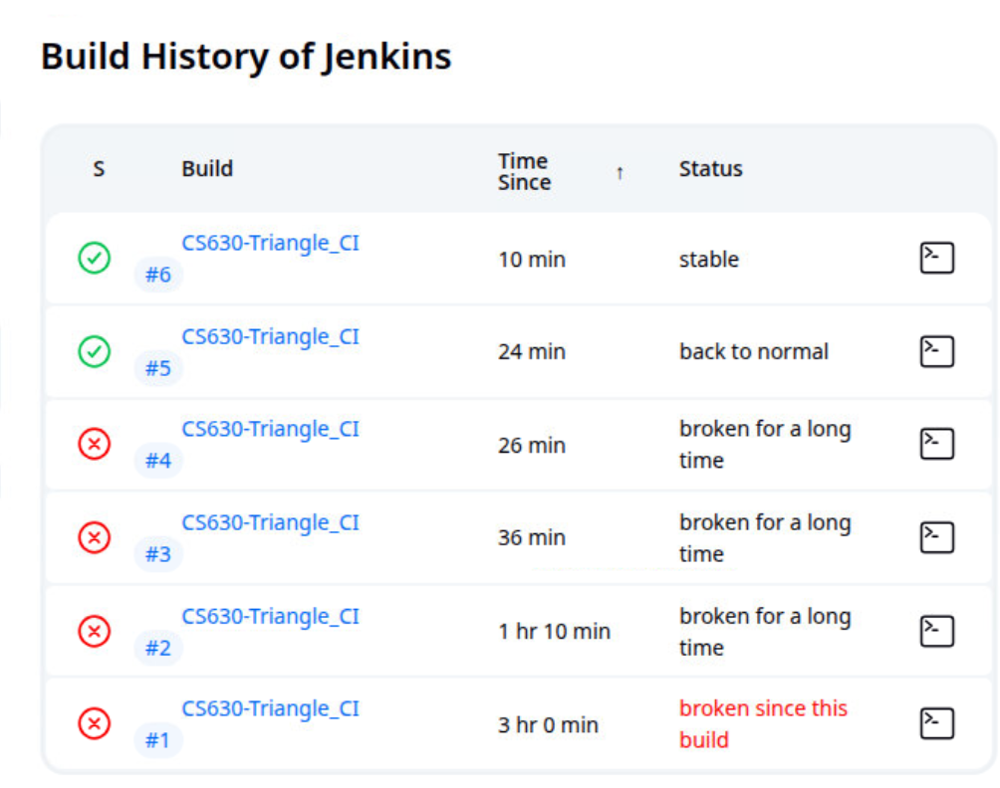 Build History of Jenkins
S Build Time Since ↑ Status
CS630-Triangle_CI
#6
10 min
stable
CS630-Triangle_CI
#5
24 min
back to normal
CS630-Triangle_CI
#4
26 min
broken for a long
time
CS630-Triangle_CI
#3
36 min
broken for a long
time
CS630-Triangle_CI
#2
1 hr 10 min
broken for a long
time
CS630-Triangle_CI
#1
3 hr 0 min
broken since this
build